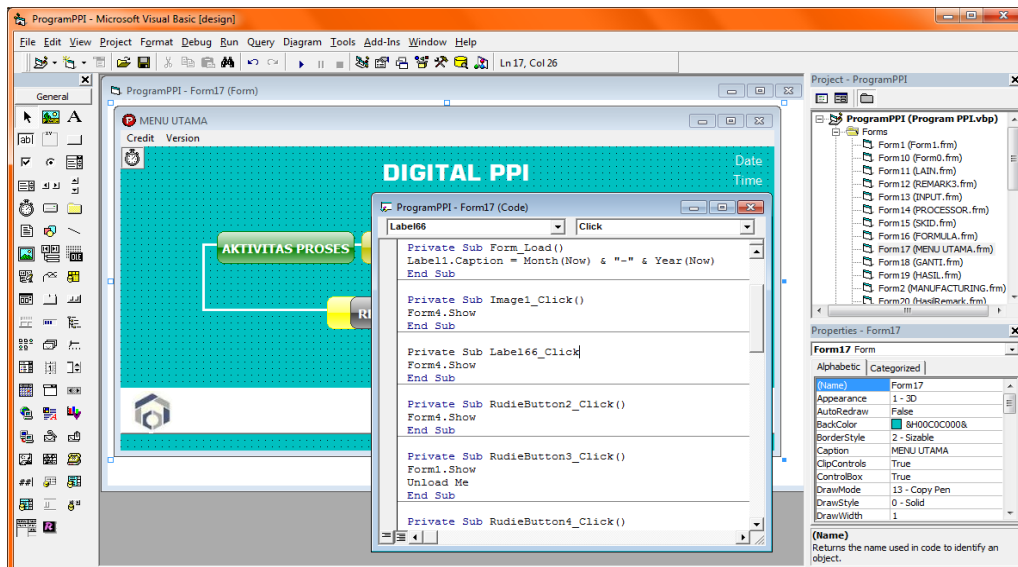 ProgramPPI - Microsoft Visual Basic [design]
File Edit View Project Format Debug Run Query Diagram Tools Add-Ins Window Help
Ln 17, Col 26
General
A
ab|
ProgramPPI - Form17 (Form)
MENU UTAMA
Credit Version
DIGITAL PPI
Date
Time
AKTIVITAS PROSES
ProgramPPI - Form17 (Code)
Label66
Click
Private Sub Form_Load()
Label1.Caption = Month(Now) & "-" & Year(Now)
End Sub
Private Sub Image1_Click()
Form4.Show
End Sub
Private Sub Label66_Click
Form4.Show
End Sub
Private Sub RudieButton2_Click()
Form4.Show
End Sub
Private Sub RudieButton3_Click()
Form1.Show
Unload Me
End Sub
Private Sub RudieButton4_Click()
Project - ProgramPPI
ProgramPPI (Program PPI.vbp)
Forms
Form1 (Form1.frm)
Form10 (Form0.frm)
Form11 (LAIN.frm)
Form12 (REMARK3.frm)
Form13 (INPUT.frm)
Form14 (PROCESSOR.frm)
Form15 (SKID.frm)
Form16 (FORMULA.frm)
Form17 (MENU UTAMA.frm)
Form18 (GANTI.frm)
Form19 (HASIL.frm)
Form2 (MANUFACTURING.frm)
Form20 (HasilRemark.frm)
Properties - Form17
Form17 Form
Alphabetic Categorized
(Name) Form17
Appearance 1 - 3D
AutoRedraw False
BackColor &H00C0C000&
BorderStyle 2 - Sizable
Caption MENU UTAMA
ClipControls True
ControlBox True
DrawMode 13 - Copy Pen
DrawStyle 0 - Solid
DrawWidth 1
(Name)
Returns the name used in code to identify an
object.